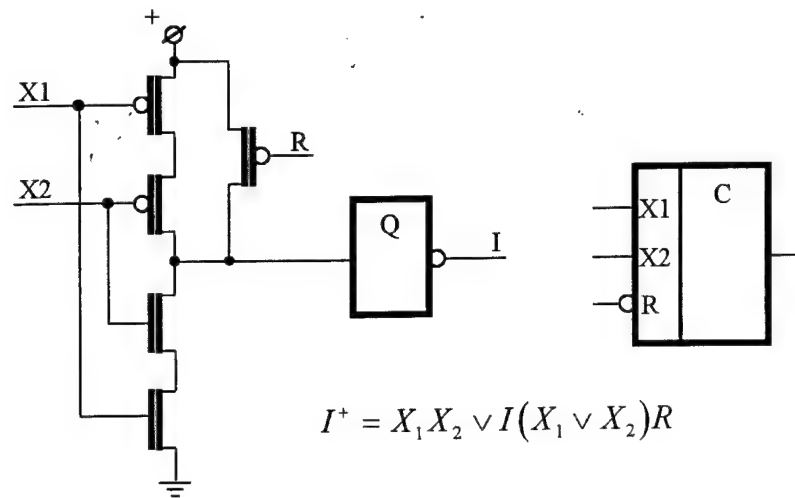 +
X1
R
X2
Q
I
C
X1
X2
R
I⁺ = X₁X₂ ∨ I(X₁ ∨ X₂)R